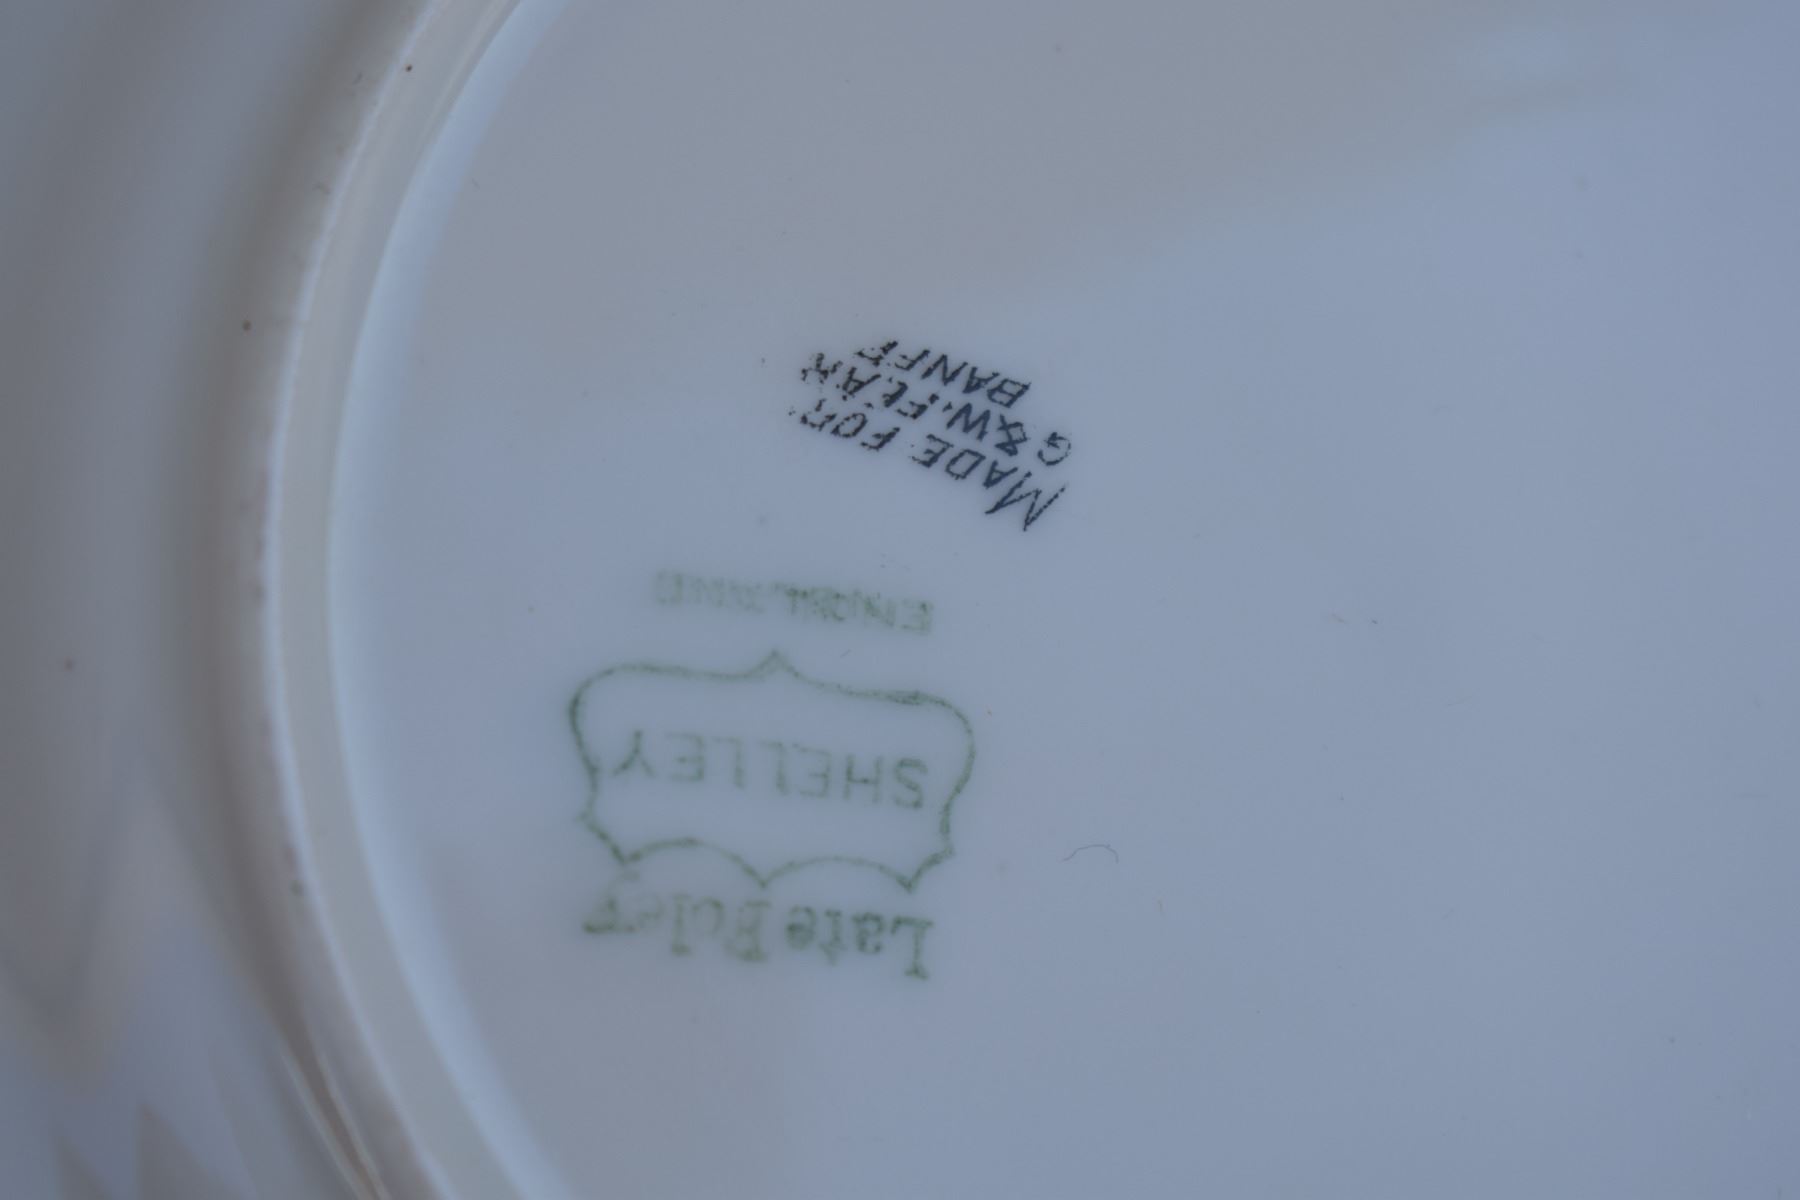 Late Foley
SHELLEY
ENGLAND
MADE FOR
G & W. FEAR
BANFF